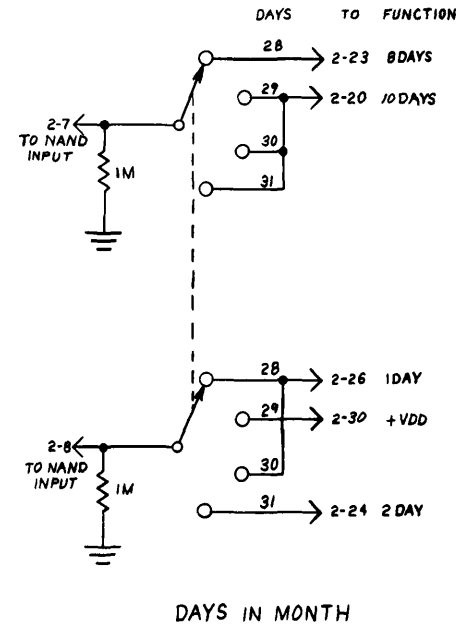 DAYS TO FUNCTION
28 2-23 8DAYS
29 2-20 10DAYS
2-7
TO NAND
INPUT
30
1M
31
28 2-26 1DAY
29 2-30 +VDD
2-8
TO NAND
INPUT
30
1M
31 2-24 2DAY
DAYS IN MONTH